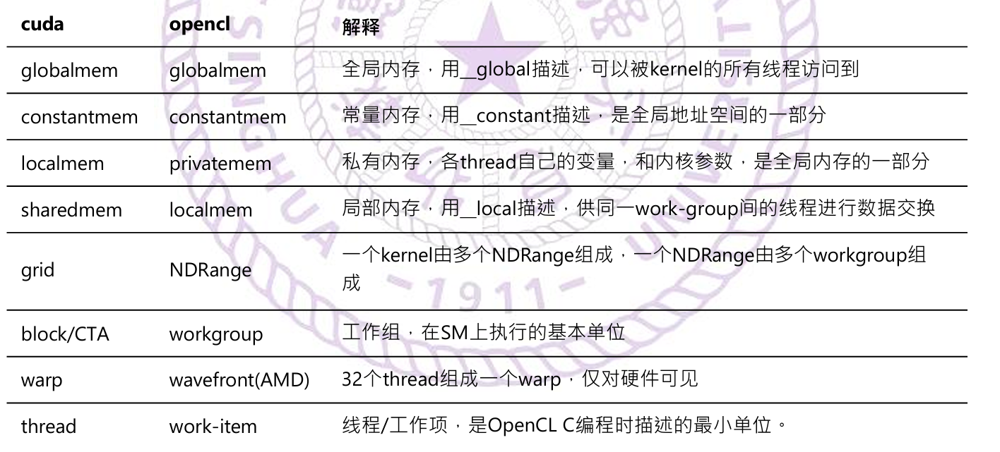 cuda opencl 解释
globalmem globalmem 全局内存，用__global描述，可以被kernel的所有线程访问到
constantmem constantmem 常量内存，用__constant描述，是全局地址空间的一部分
localmem privatemem 私有内存，各thread自己的变量，和内核参数，是全局内存的一部分
sharedmem localmem 局部内存，用__local描述，供同一work-group间的线程进行数据交换
grid NDRange 一个kernel由多个NDRange组成，一个NDRange由多个workgroup组
成
block/CTA workgroup 工作组，在SM上执行的基本单位
warp wavefront(AMD) 32个thread组成一个warp，仅对硬件可见
thread work-item 线程/工作项，是OpenCL C编程时描述的最小单位。
TSINGHUA UNIVERSITY
-1911-